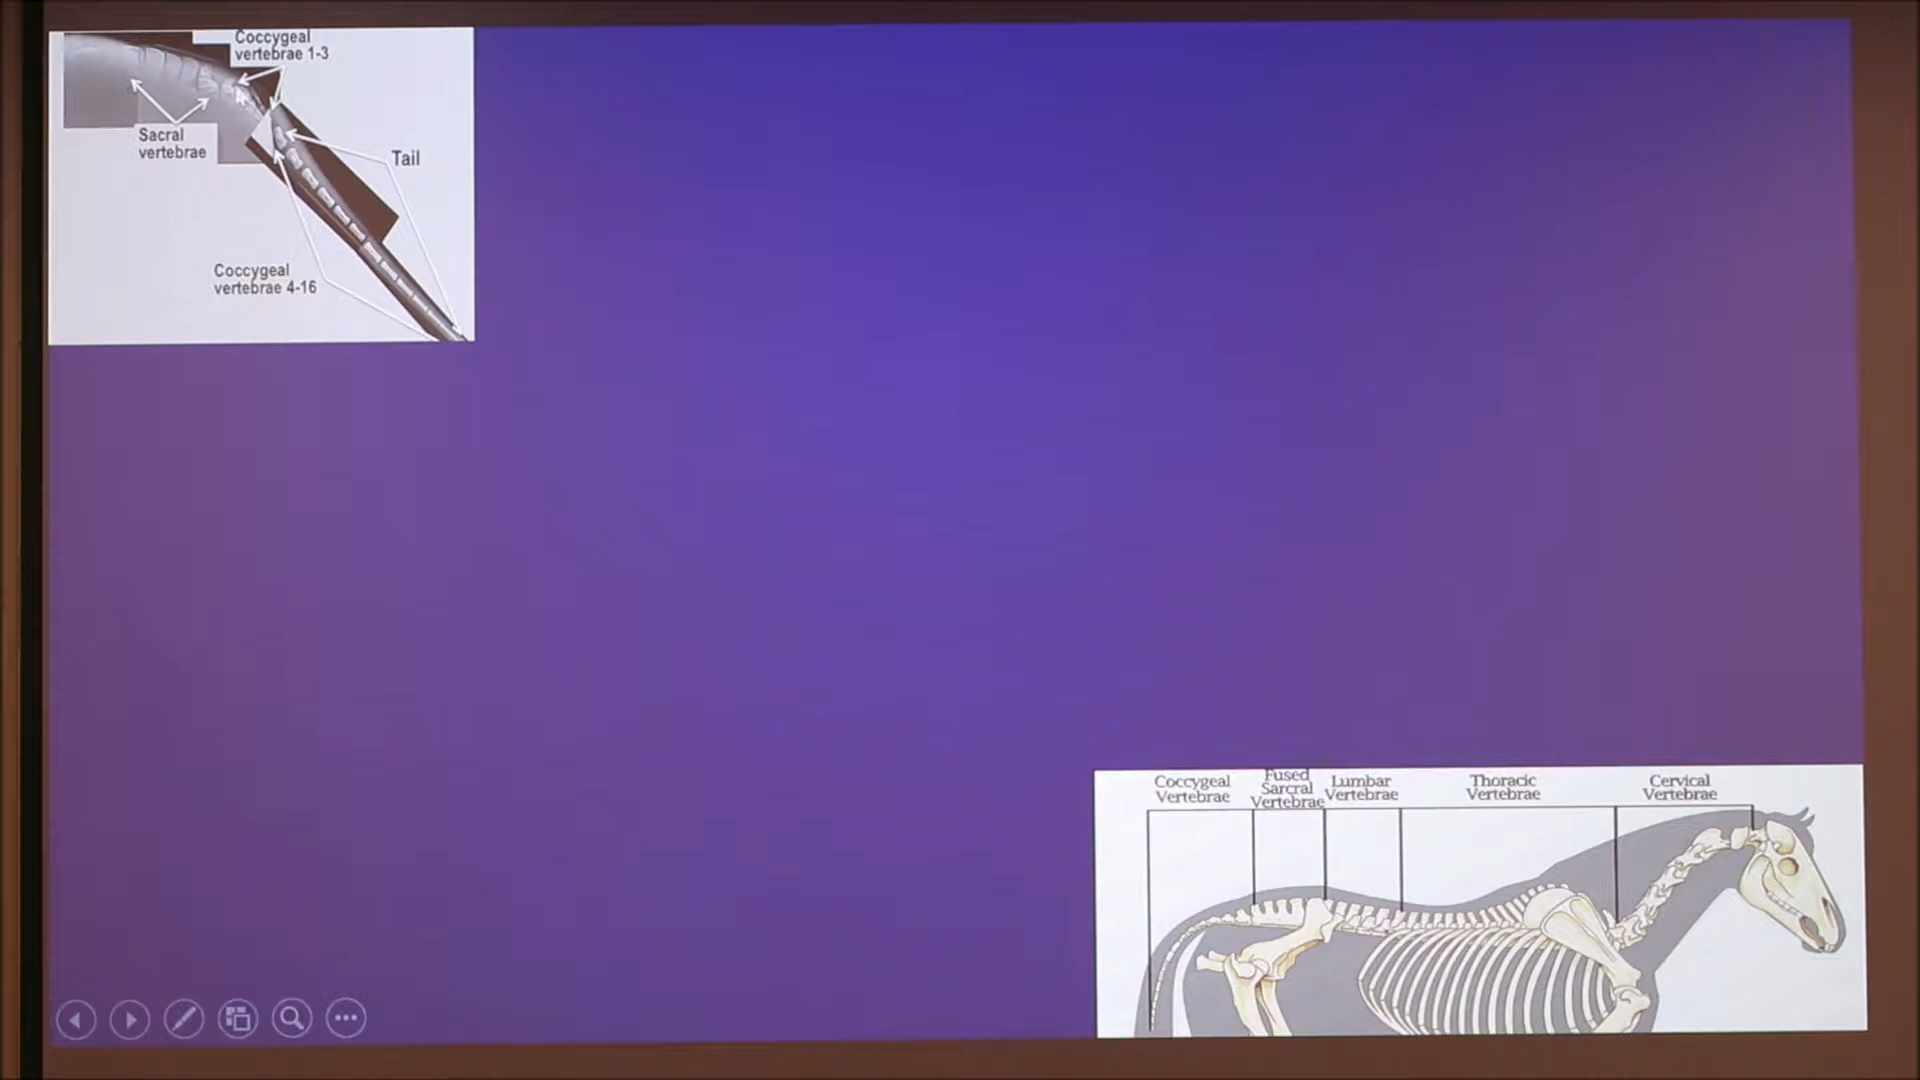 Coccygeal
vertebrae 1-3
Sacral
vertebrae
Tail
Coccygeal
vertebrae 4-16
Coccygeal
Vertebrae
Fused
Sarcral
Vertebrae
Lumbar
Vertebrae
Thoracic
Vertebrae
Cervical
Vertebrae